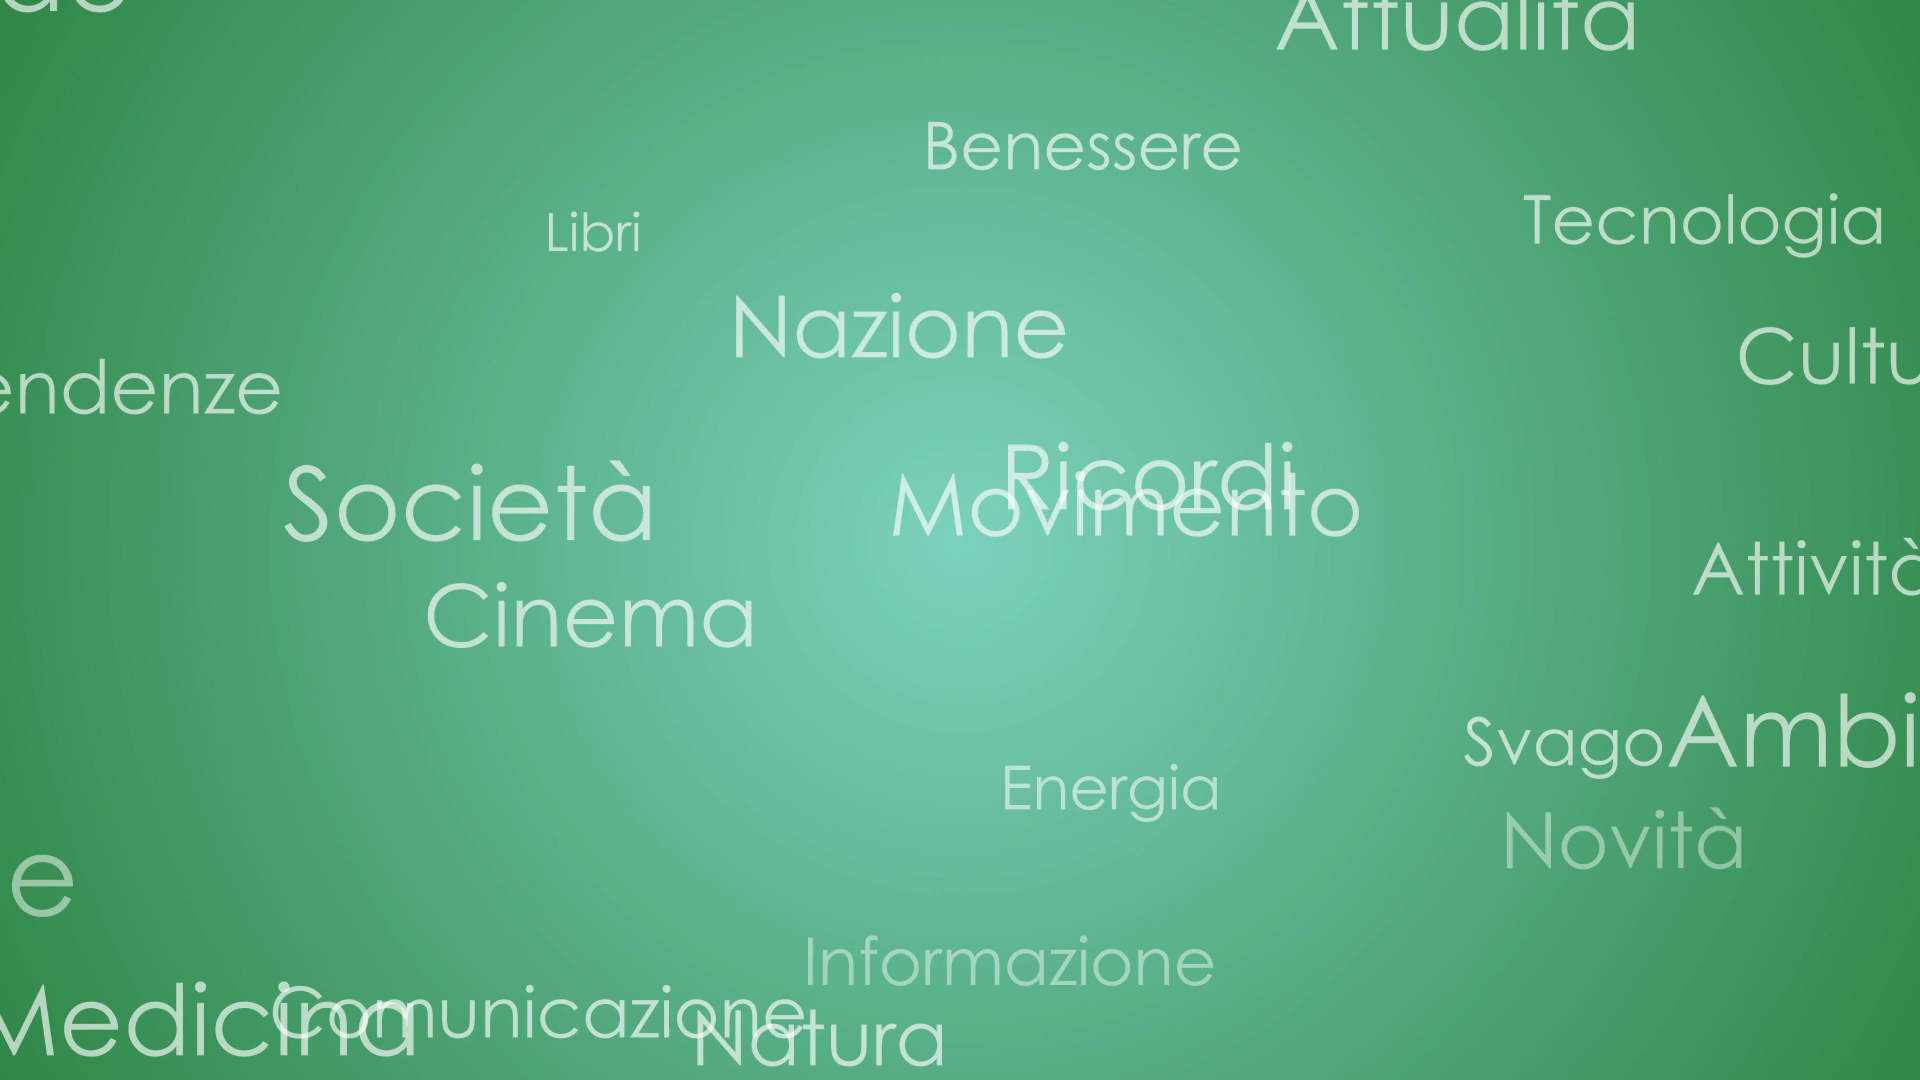 Attualità
Benessere
Tecnologia
Libri
Nazione
Cultu
endenze
Ricordi
Società
Movimento
Attività
Cinema
Ambi
Svago
Energia
Novità
e
Informazione
Medicina
Comunicazione
Natura